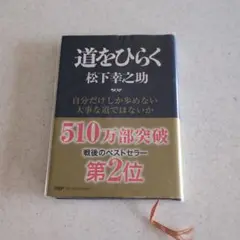 道をひらく
松下幸之助
自分だけしか歩めない
大事な道ではないか
510万部突破
戦後のベストセラー
第2位
PHP